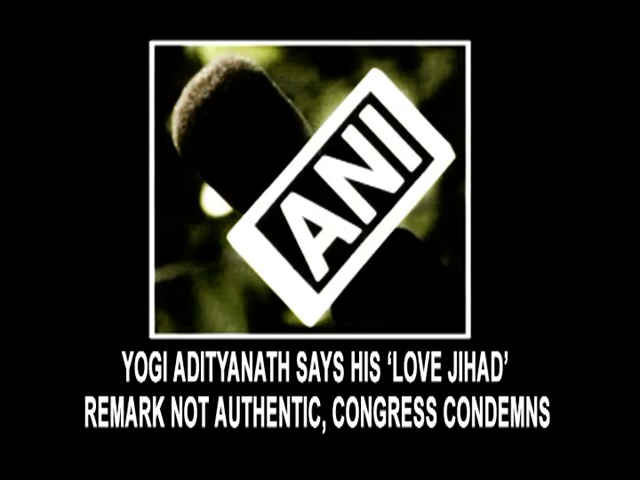 ANI
YOGI ADITYANATH SAYS HIS ‘LOVE JIHAD’
REMARK NOT AUTHENTIC, CONGRESS CONDEMNS